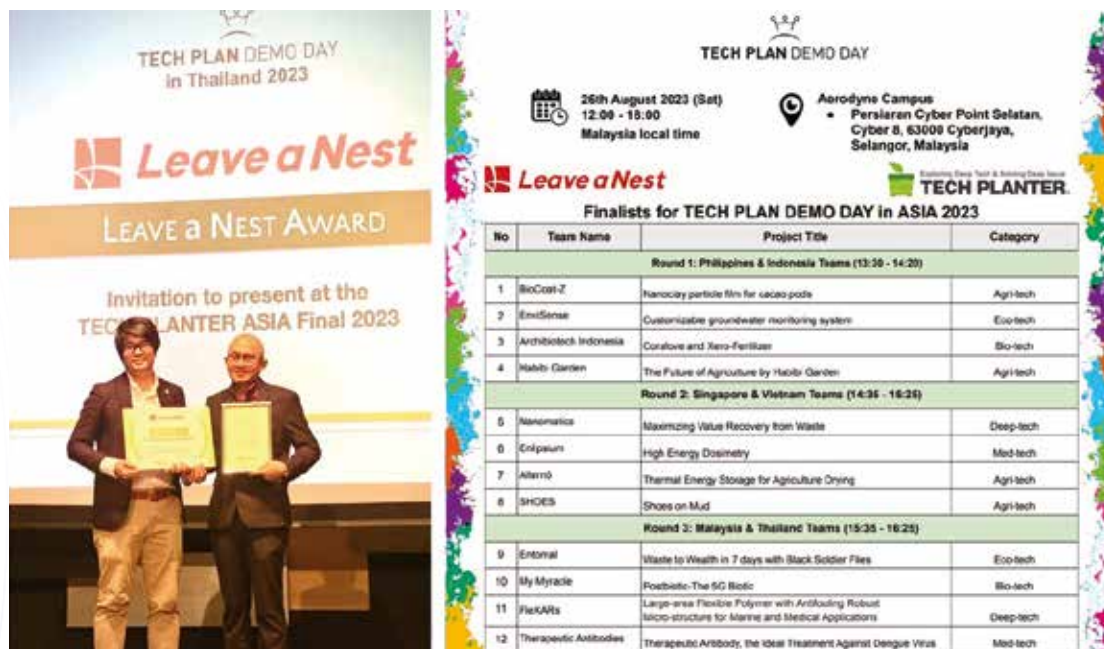 TECH PLAN DEMO DAY
in Thailand 2023
Leave a Nest
LEAVE a NEST AWARD
Invitation to present at the
TECH PLANTER ASIA Final 2023
TECH PLAN DEMO DAY
26th August 2023 (Sat)
Malaysia local time
Aerodyne Campus
Persiaran Cyber Point Selatan,
Cyber 8, 63000 Cyberjaya,
Selangor, Malaysia
Leave a Nest
Exploring Deep Tech & Solving Deep Issue
TECH PLANTER.
Finalists for TECH PLAN DEMO DAY in ASIA 2023
No Team Name Project Title Category
Round 1: Philippines & Indonesia Teams (13:30 - 14:20)
1 BioCoat-Z Nanoclay particle film for cacao pods Agri-tech
2 EnviSense Customizable groundwater monitoring system Eco-tech
3 Archibiotech Indonesia Coralove and Xero-Fertilizer Bio-tech
4 Habibi Garden The Future of Agriculture by Habibi Garden Agri-tech
Round 2: Singapore & Vietnam Teams
5 Nanomatics Maximizing Value Recovery from Waste Deep-tech
6 High Energy Dosimetry Med-tech
7 Alternō Thermal Energy Storage for Agriculture Drying Agri-tech
8 SHOES Shoes on Mud Agri-tech
Round 3: Malaysia & Thailand Teams (15:35 - 16:25)
9 Entomal Waste to Wealth in 7 days with Black Soldier Flies Eco-tech
10 My Myracle Postbiotic-The 5G Biotic Bio-tech
11 FleXARs Large-area Flexible Polymer with Antifouling Robust
Micro-structure for Marine and Medical Applications Deep-tech
12 Therapeutic Antibodies Therapeutic Antibody, the Ideal Treatment Against Dengue Virus Med-tech